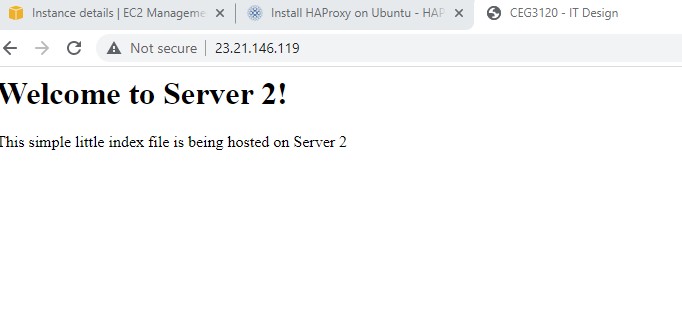 Instance details | EC2 Manageme
Install HAProxy on Ubuntu - HAP
CEG3120 - IT Design
Not secure
23.21.146.119
Welcome to Server 2!
This simple little index file is being hosted on Server 2